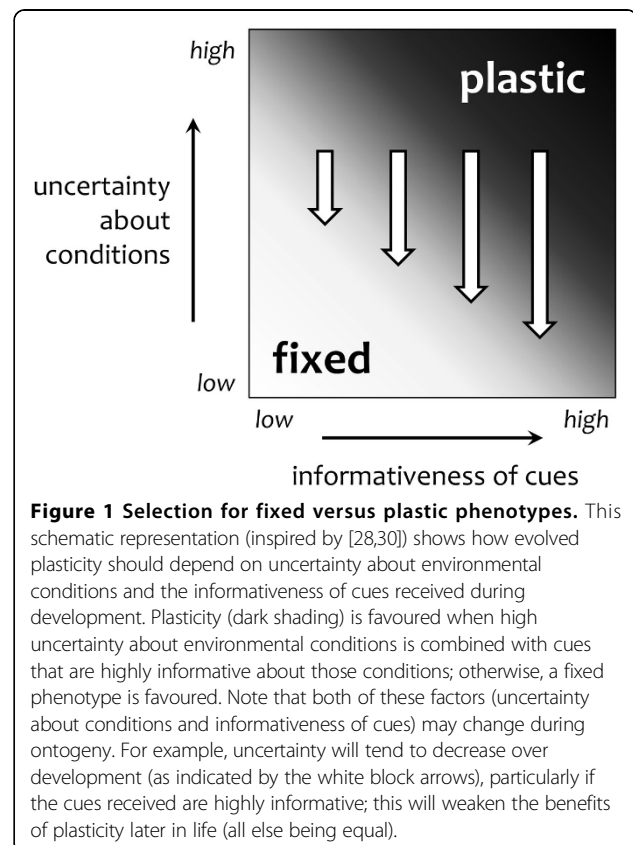 high
plastic
uncertainty
about
conditions
fixed
low
low
high
informativeness of cues
Figure 1 Selection for fixed versus plastic phenotypes. This
schematic representation (inspired by [28,30]) shows how evolved
plasticity should depend on uncertainty about environmental
conditions and the informativeness of cues received during
development. Plasticity (dark shading) is favoured when high
uncertainty about environmental conditions is combined with cues
that are highly informative about those conditions; otherwise, a fixed
phenotype is favoured. Note that both of these factors (uncertainty
about conditions and informativeness of cues) may change during
ontogeny. For example, uncertainty will tend to decrease over
development (as indicated by the white block arrows), particularly if
the cues received are highly informative; this will weaken the benefits
of plasticity later in life (all else being equal).